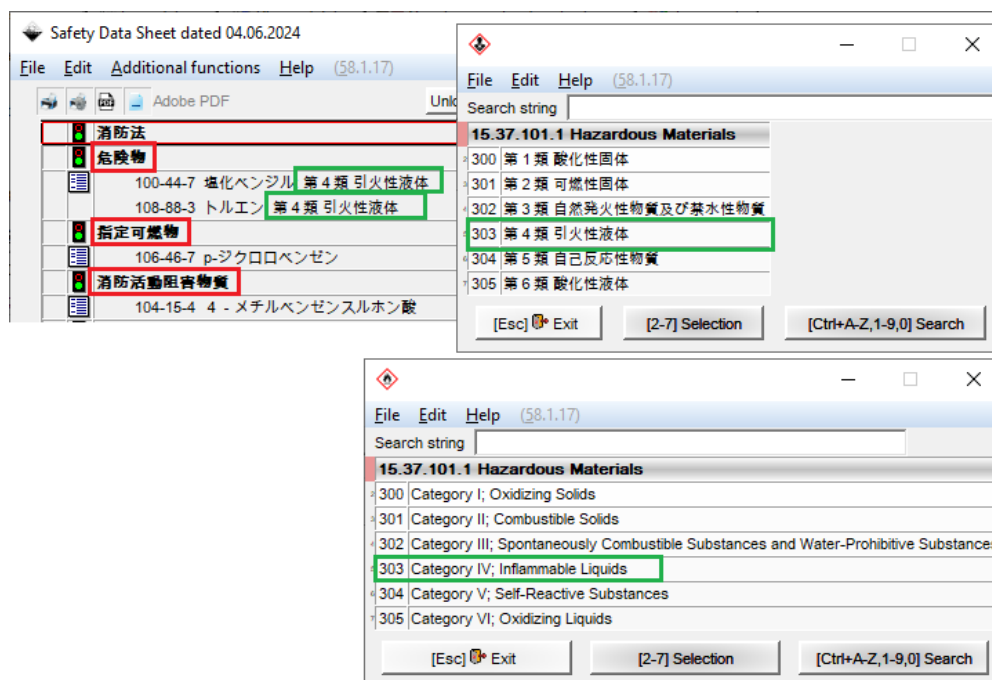 Safety Data Sheet dated 04.06.2024
File Edit Additional functions Help (58.1.17)
Adobe PDF
消防法
危険物
100-44-7 塩化ベンジル 第4類 引火性液体
108-88-3 トルエン 第4類 引火性液体
指定可燃物
106-46-7 p-ジクロロベンゼン
消防活動阻害物質
104-15-4 4 - メチルベンゼンスルホン酸
File Edit Help (58.1.17)
Search string
15.37.101.1 Hazardous Materials
2 300 第1類 酸化性固体
3 301 第2類 可燃性固体
4 302 第3類 自然発火性物質及び禁水性物質
5 303 第4類 引火性液体
6 304 第5類 自己反応性物質
7 305 第6類 酸化性液体
[Esc] Exit [2-7] Selection [Ctrl+A-Z,1-9,0] Search
File Edit Help (58.1.17)
Search string
15.37.101.1 Hazardous Materials
2 300 Category I; Oxidizing Solids
3 301 Category II; Combustible Solids
4 302 Category III; Spontaneously Combustible Substances and Water-Prohibitive Substances
5 303 Category IV; Inflammable Liquids
6 304 Category V; Self-Reactive Substances
7 305 Category VI; Oxidizing Liquids
[Esc] Exit [2-7] Selection [Ctrl+A-Z,1-9,0] Search